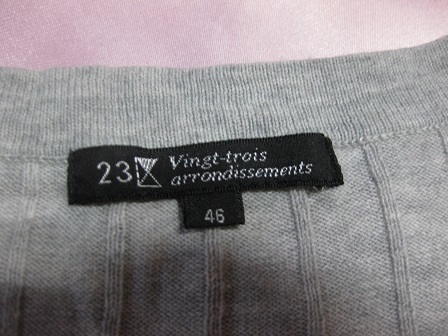 23
Vingt-trois
arrondissements
46